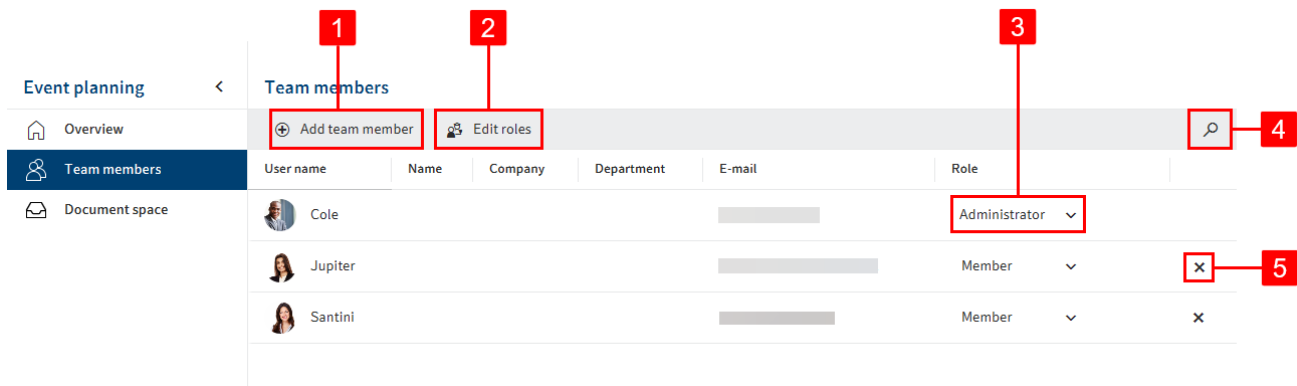 1 2 3
Event planning Team members
Overview Add team member Edit roles 4
Team members User name Name Company Department E-mail Role
Document space Cole Administrator
Jupiter Member 5
Santini Member